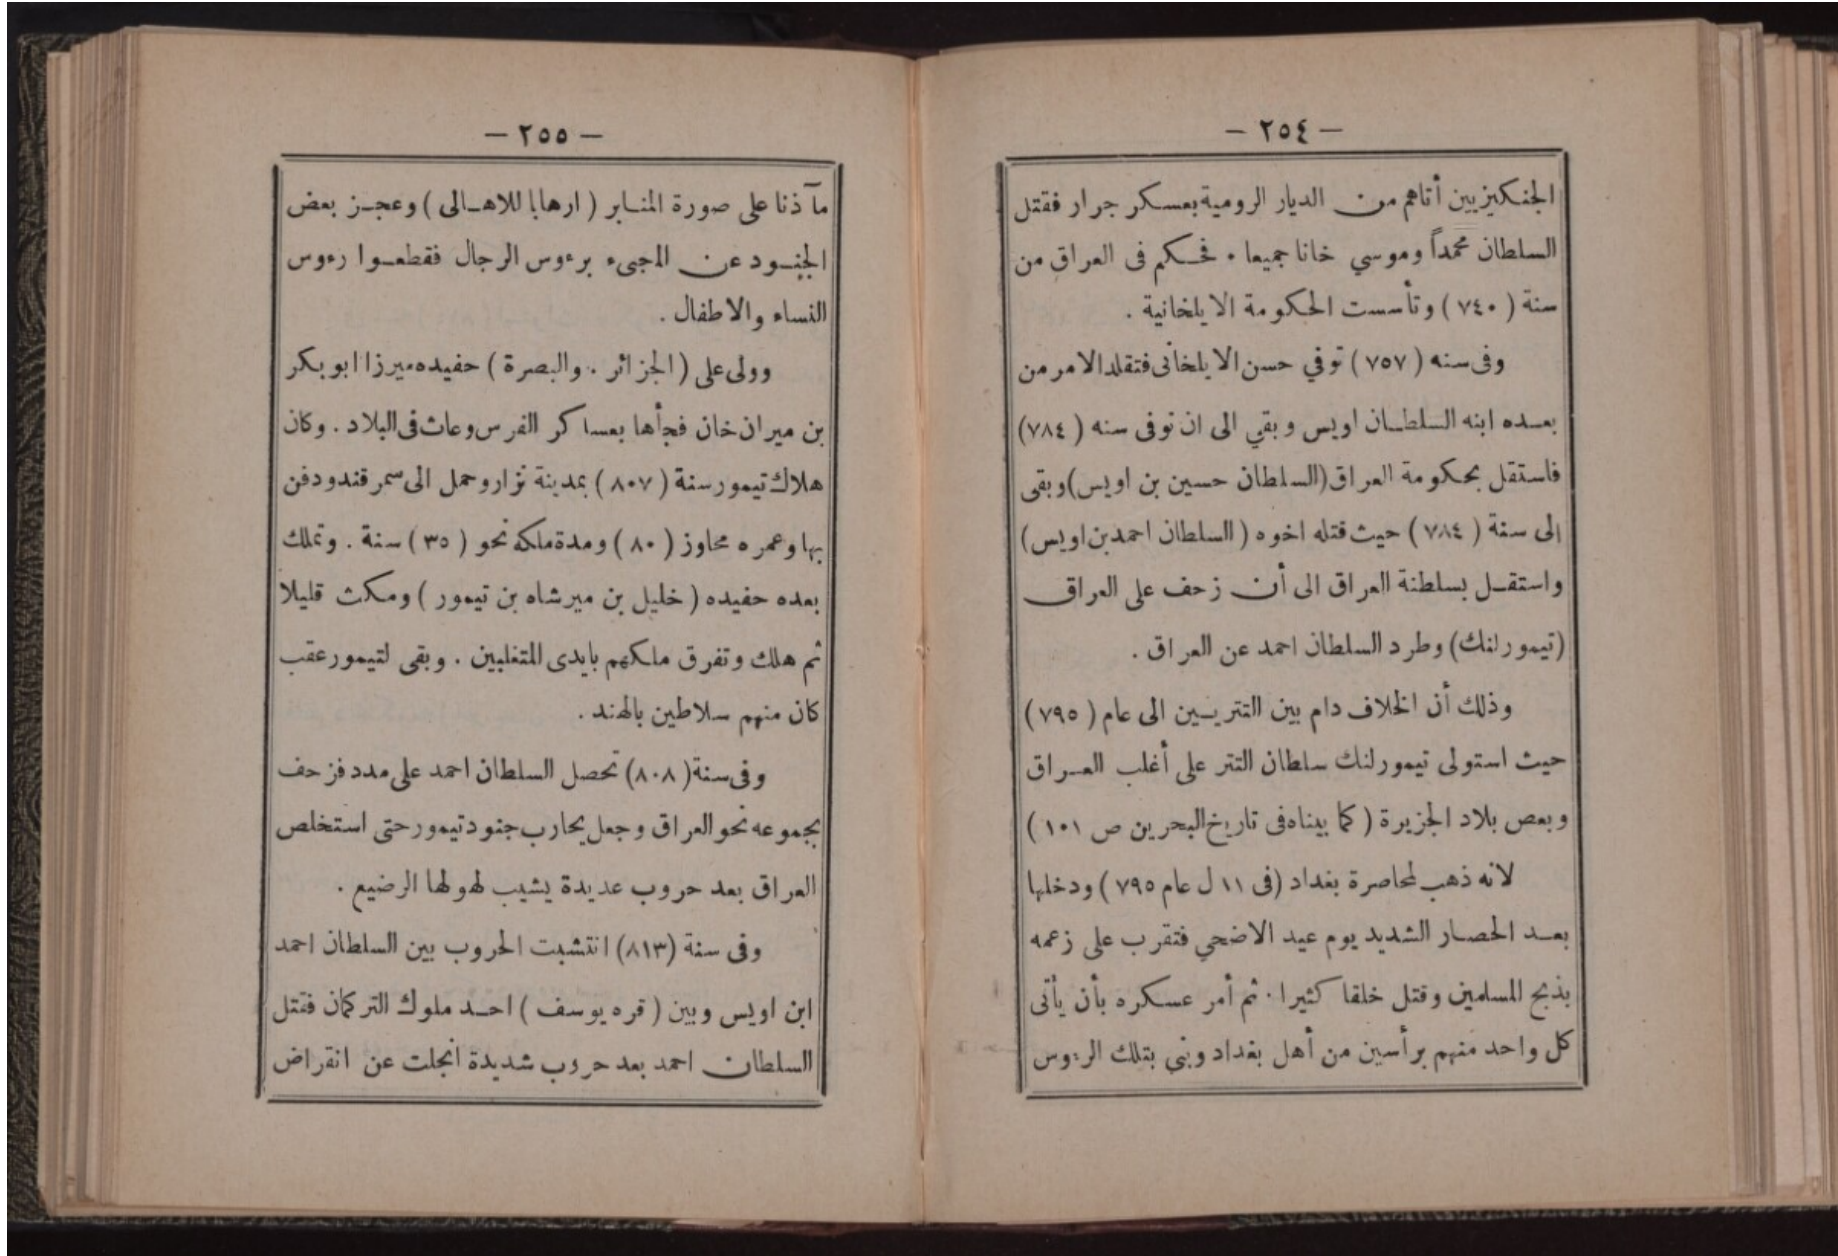 — ٢٥٤ —
الجنكيزيين أتاهم من الديار الرومية بعسكر جرار فقتل
السلطان محمداً وموسي خانا جميعا . فحكم فى العراق من
سنة ( ٧٤٠ ) وتأسست الحكومة الايلخانية .
وفى سنه ( ٧٥٧ ) توفي حسن الايلخانى فتقلد الامر من
بعده ابنه السلطان اويس وبقي الى ان توفى سنه ( ٧٨٤ )
فاستقل بحكومة العراق (السلطان حسين بن اويس) وبقى
الى سنة ( ٧٨٤ ) حيث قتله اخوه ( السلطان احمد بن اويس )
واستقل بسلطنة العراق الى أن زحف على العراق
(تيمورلنك) وطرد السلطان احمد عن العراق .
وذلك أن الخلاف دام بين التتريين الى عام ( ٧٩٥ )
حيث استولى تيمورلنك سلطان التتر على أغلب العراق
وبعص بلاد الجزيرة ( كما بيناه فى تاريخ البحرين ص ١٠١ )
لانه ذهب لمحاصرة بغداد (فى ١١ ل عام ٧٩٥ ) ودخلها
بعد الحصار الشديد يوم عيد الاضحي فتقرب على زعمه
بذبح المسلمين وقتل خلقا كثيرا . ثم أمر عسكره بأن يأتى
كل واحد منهم برأسين من أهل بغداد وبني بتلك الرءوس
— ٢٥٥ —
مآذنا على صورة المنابر ( ارهابا للاهالى ) وعجز بعض
الجنود عن المجىء برءوس الرجال فقطعوا رءوس
النساء والاطفال .
وولى على ( الجزائر . والبصرة ) حفيده ميرزا ابو بكر
بن ميران خان فجأها بعساكر الفرس وعاث فى البلاد . وكان
هلاك تيمور سنة ( ٨٠٧ ) بمدينة نزار وحمل الى سمرقند ودفن
بها وعمره محاوز ( ٨٠ ) ومدة ملكه نحو ( ٣٥ ) سنة . وتملك
بعده حفيده ( خليل بن ميرشاه بن تيمور ) ومكث قليلا
ثم هلك وتفرق ملكهم بايدى المتغلبين . وبقى لتيمور عقب
كان منهم سلاطين بالهند .
وفى سنة ( ٨٠٨) تحصل السلطان احمد على مدد فزحف
بجموعه نحو العراق وجعل يحارب جنود تيمور حتى استخلص
العراق بعد حروب عديدة يشيب لهولها الرضيع .
وفى سنة (٨١٣) انتشبت الحروب بين السلطان احمد
ابن اويس وبين ( قره يوسف ) احد ملوك التركمان فقتل
السلطان احمد بعد حروب شديدة انجلت عن انقراض